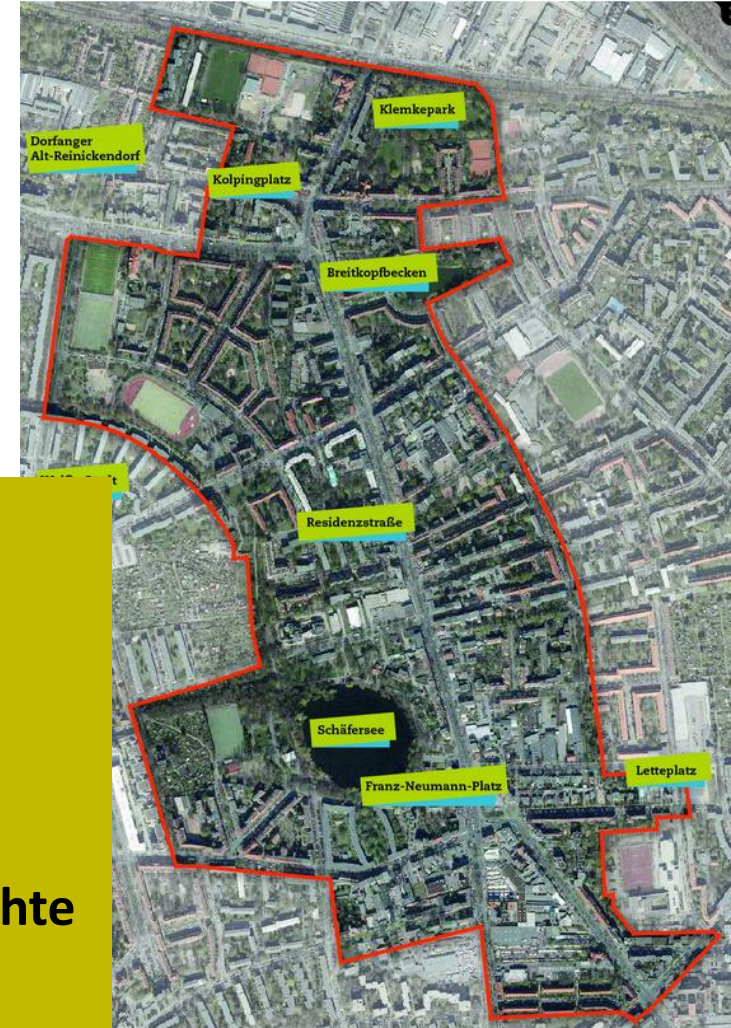 Klemkepark
Dorfanger
Alt-Reinickendorf
Kolpingplatz
Breitkopfbecken
Residenzstraße
Schäfersee
Letteplatz
Franz-Neumann-Platz
hte